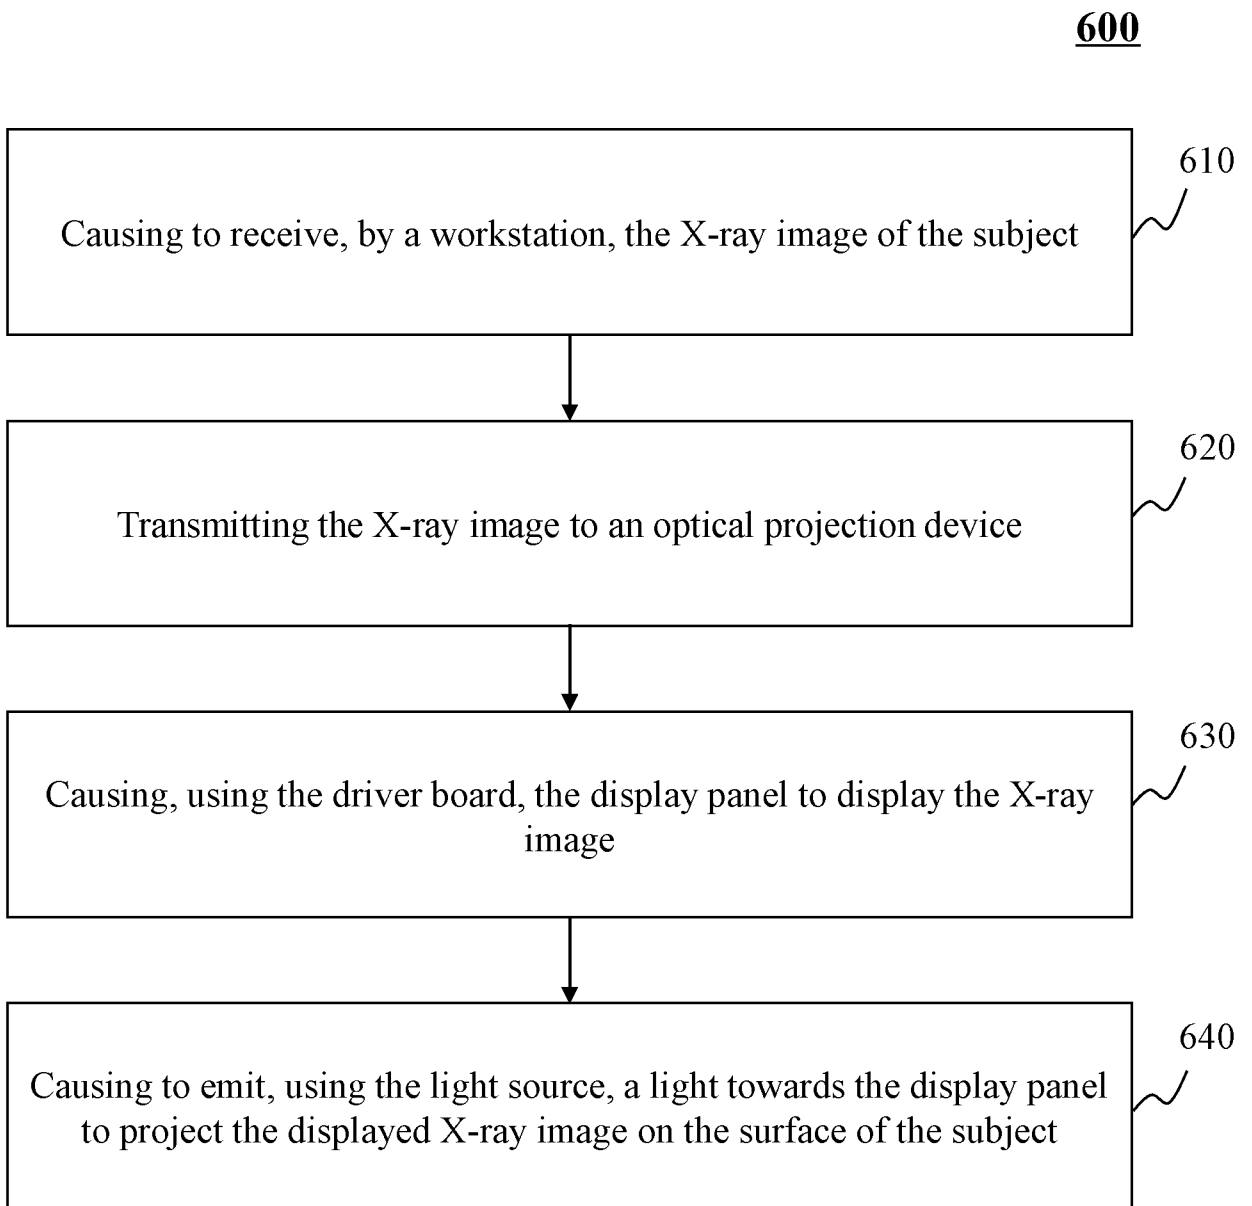 600
610
Causing to receive, by a workstation, the X-ray image of the subject
620
Transmitting the X-ray image to an optical projection device
630
Causing, using the driver board, the display panel to display the X-ray
image
640
Causing to emit, using the light source, a light towards the display panel
to project the displayed X-ray image on the surface of the subject